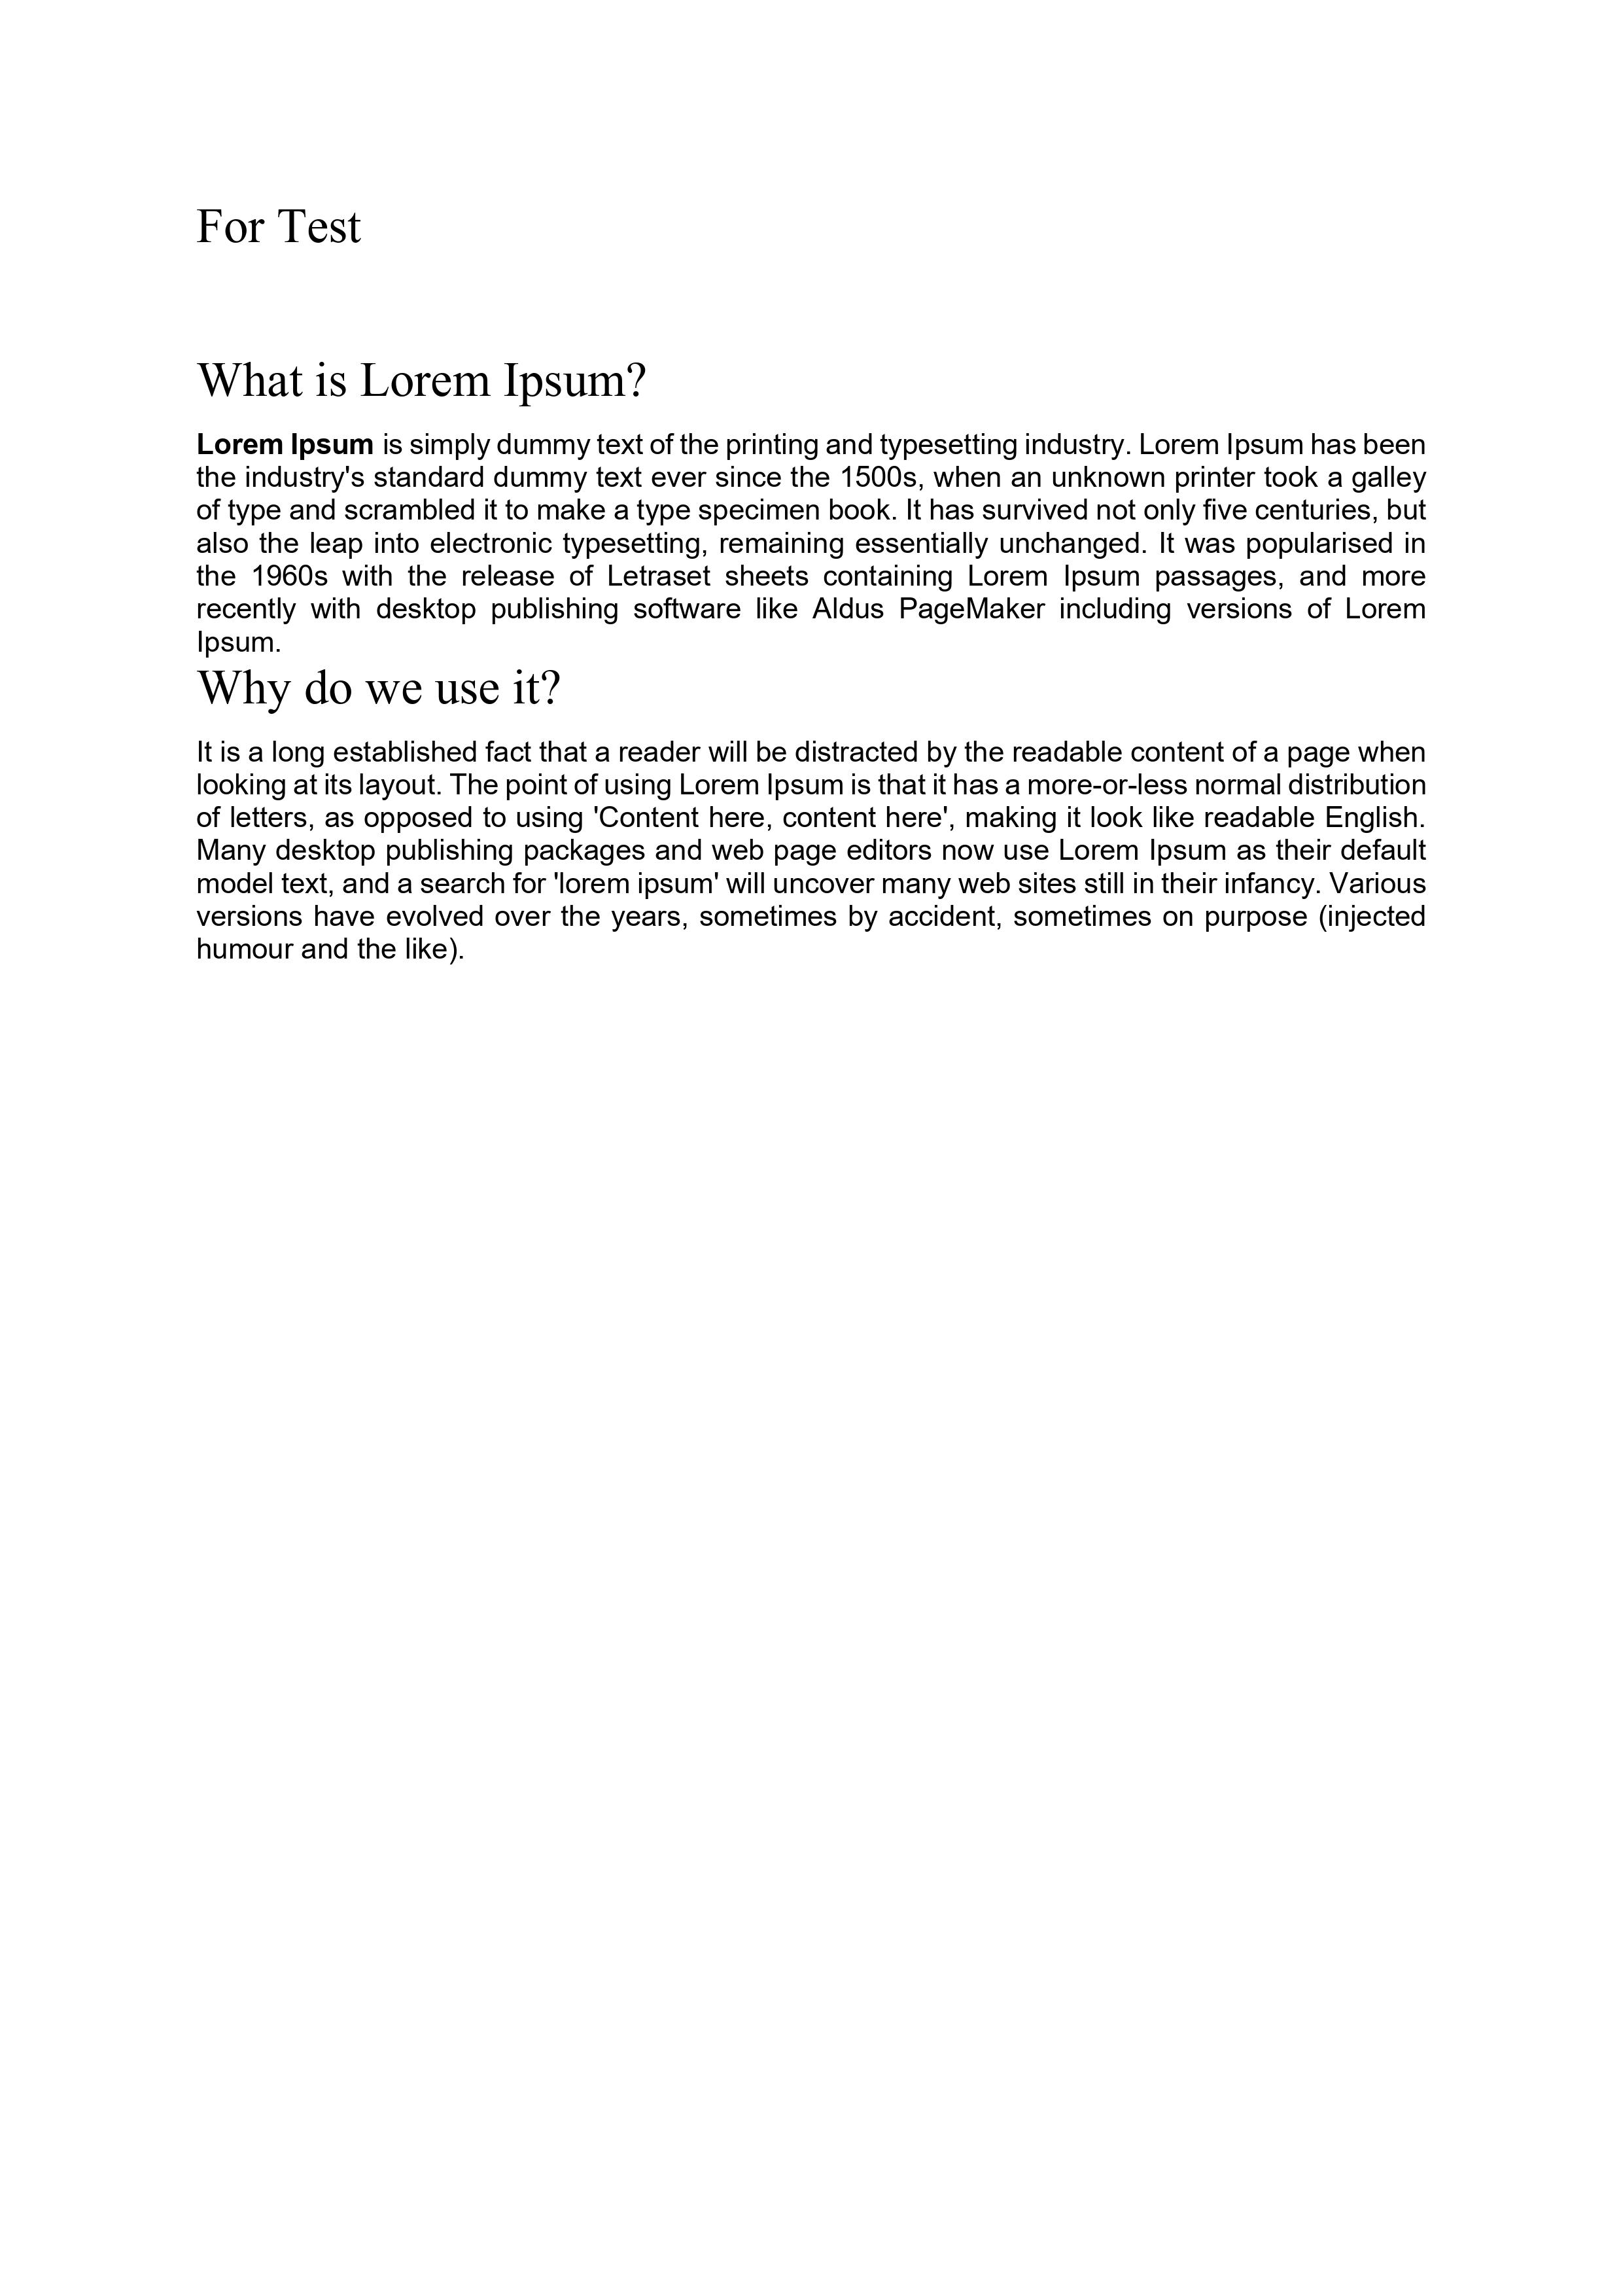 For Test
What is Lorem Ipsum?
Lorem Ipsum is simply dummy text of the printing and typesetting industry. Lorem Ipsum has been
the industry's standard dummy text ever since the 1500s, when an unknown printer took a galley
of type and scrambled it to make a type specimen book. It has survived not only five centuries, but
also the leap into electronic typesetting, remaining essentially unchanged. It was popularised in
the 1960s with the release of Letraset sheets containing Lorem Ipsum passages, and more
recently with desktop publishing software like Aldus PageMaker including versions of Lorem
Ipsum.
Why do we use it?
It is a long established fact that a reader will be distracted by the readable content of a page when
looking at its layout. The point of using Lorem Ipsum is that it has a more-or-less normal distribution
of letters, as opposed to using 'Content here, content here', making it look like readable English.
Many desktop publishing packages and web page editors now use Lorem Ipsum as their default
model text, and a search for 'lorem ipsum' will uncover many web sites still in their infancy. Various
versions have evolved over the years, sometimes by accident, sometimes on purpose (injected
humour and the like).